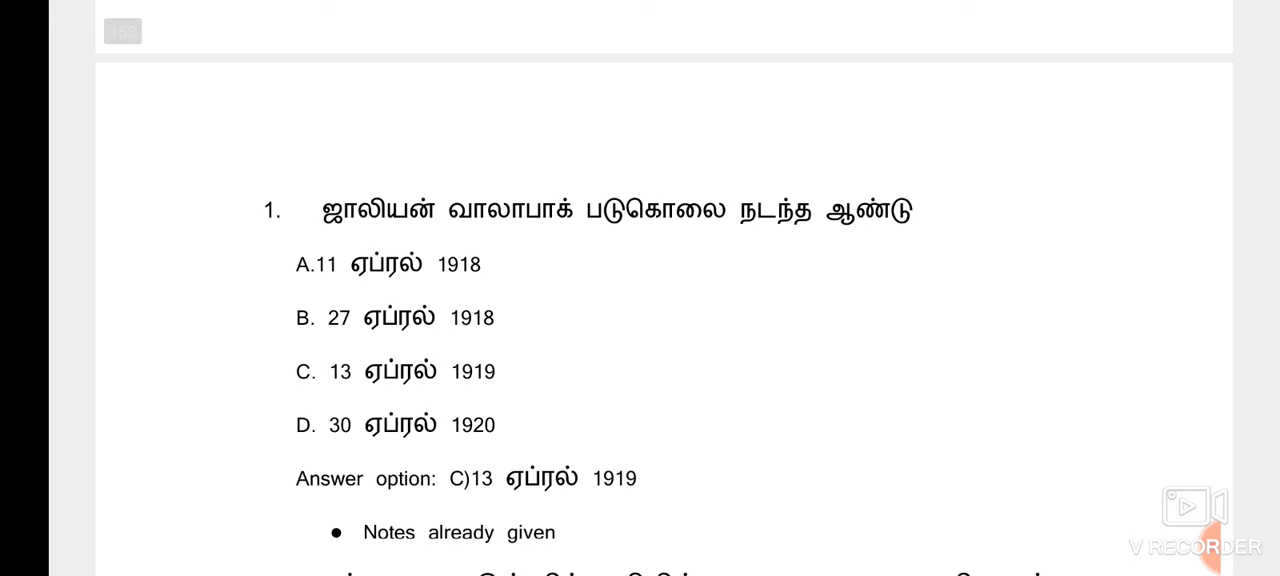 153
1. ஜாலியன் வாலாபாக் படுகொலை நடந்த ஆண்டு
A.11 ஏப்ரல் 1918
B. 27 ஏப்ரல் 1918
C. 13 ஏப்ரல் 1919
D. 30 ஏப்ரல் 1920
Answer option: C)13 ஏப்ரல் 1919
● Notes already given
V RECORDER